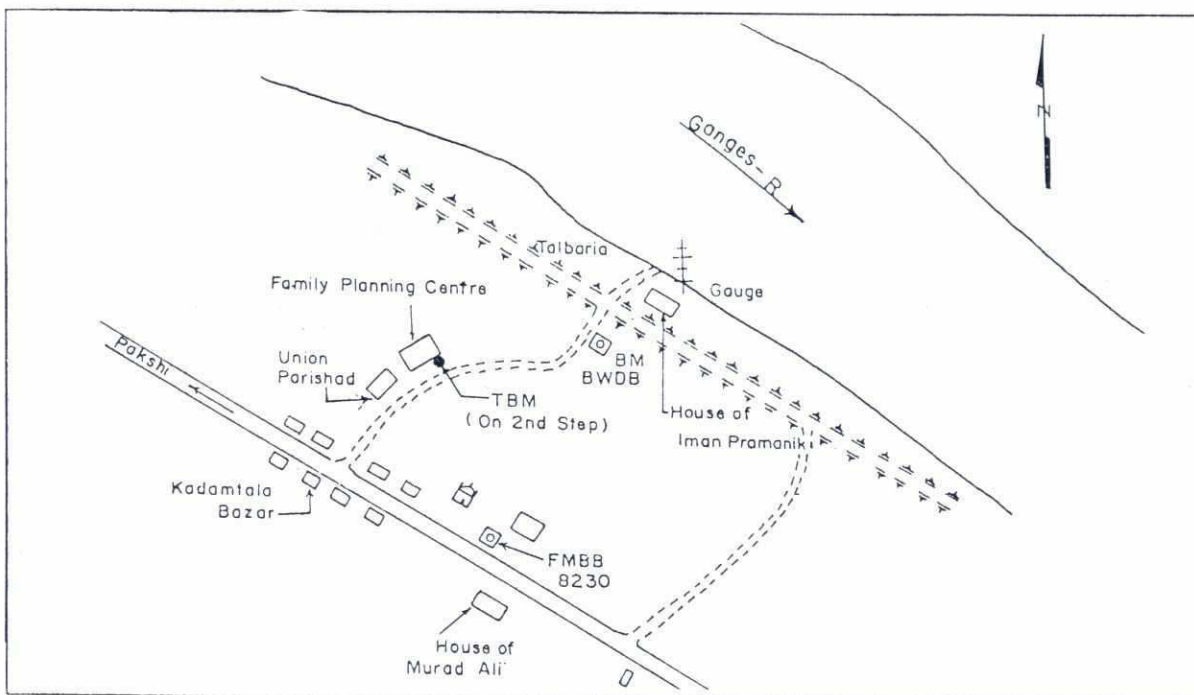 N
Ganges-R
Talbaria
Gauge
Family Planning Centre
Pakshi
Union
Parishad
BM
BWDB
TBM
(On 2nd Step)
House of
Iman Pramanik
Kadamtala
Bazar
FMBB
8230
House of
Murad Ali